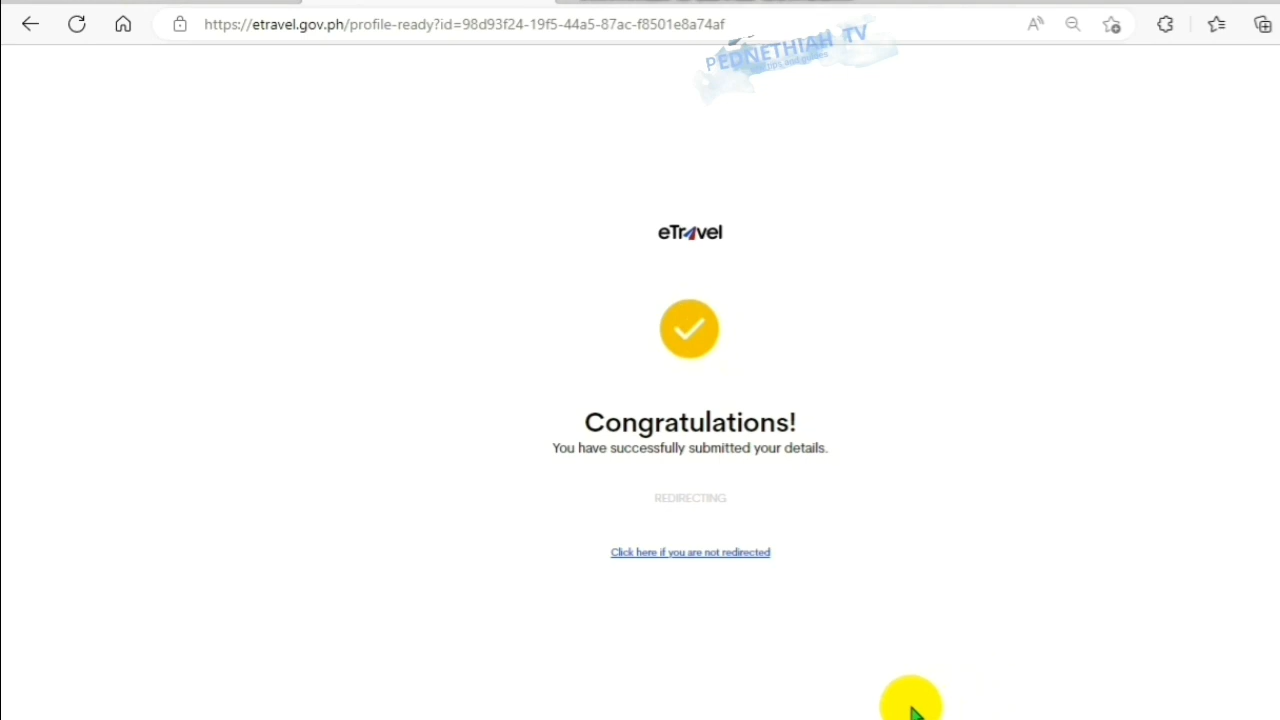 https://etravel.gov.ph/profile-ready?id=98d93f24-19f5-44a5-87ac-f8501e8a74af
PEDNETHIAH TV
eTravel
Congratulations!
You have successfully submitted your details.
REDIRECTING
Click here if you are not redirected